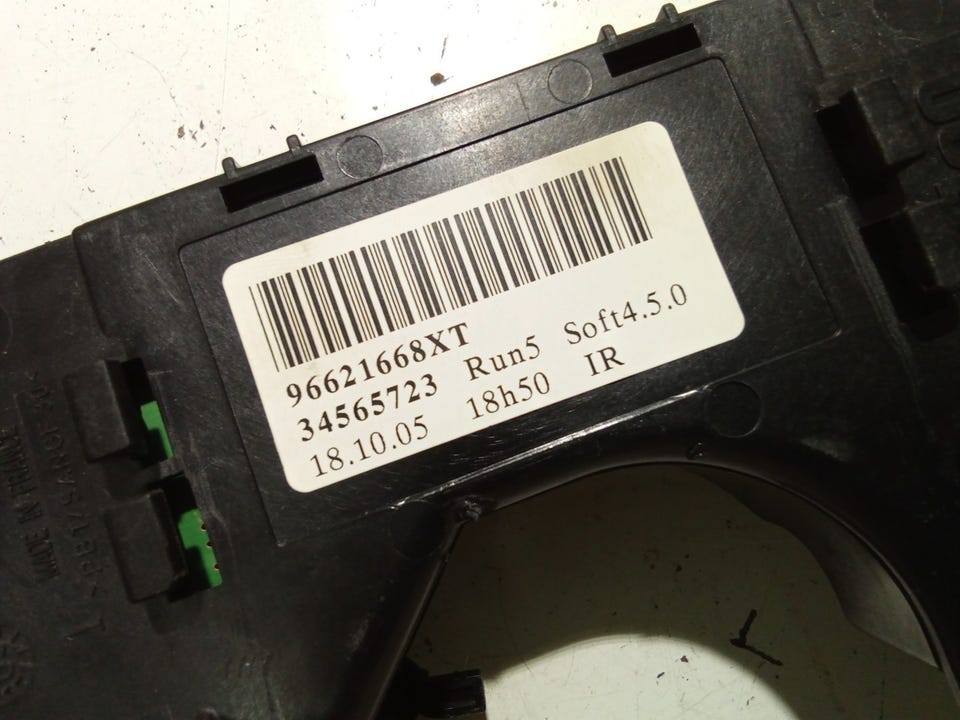 96621668XT
34565723 Run5 Soft4.5.0
18.10.05 18h50 IR
MADE IN FRANCE